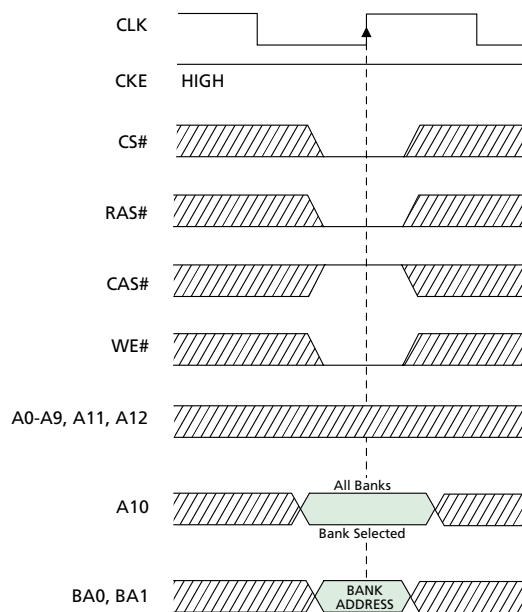 CLK
CKE HIGH
CS#
RAS#
CAS#
WE#
A0-A9, A11, A12
All Banks
A10
Bank Selected
BA0, BA1
BANK
ADDRESS